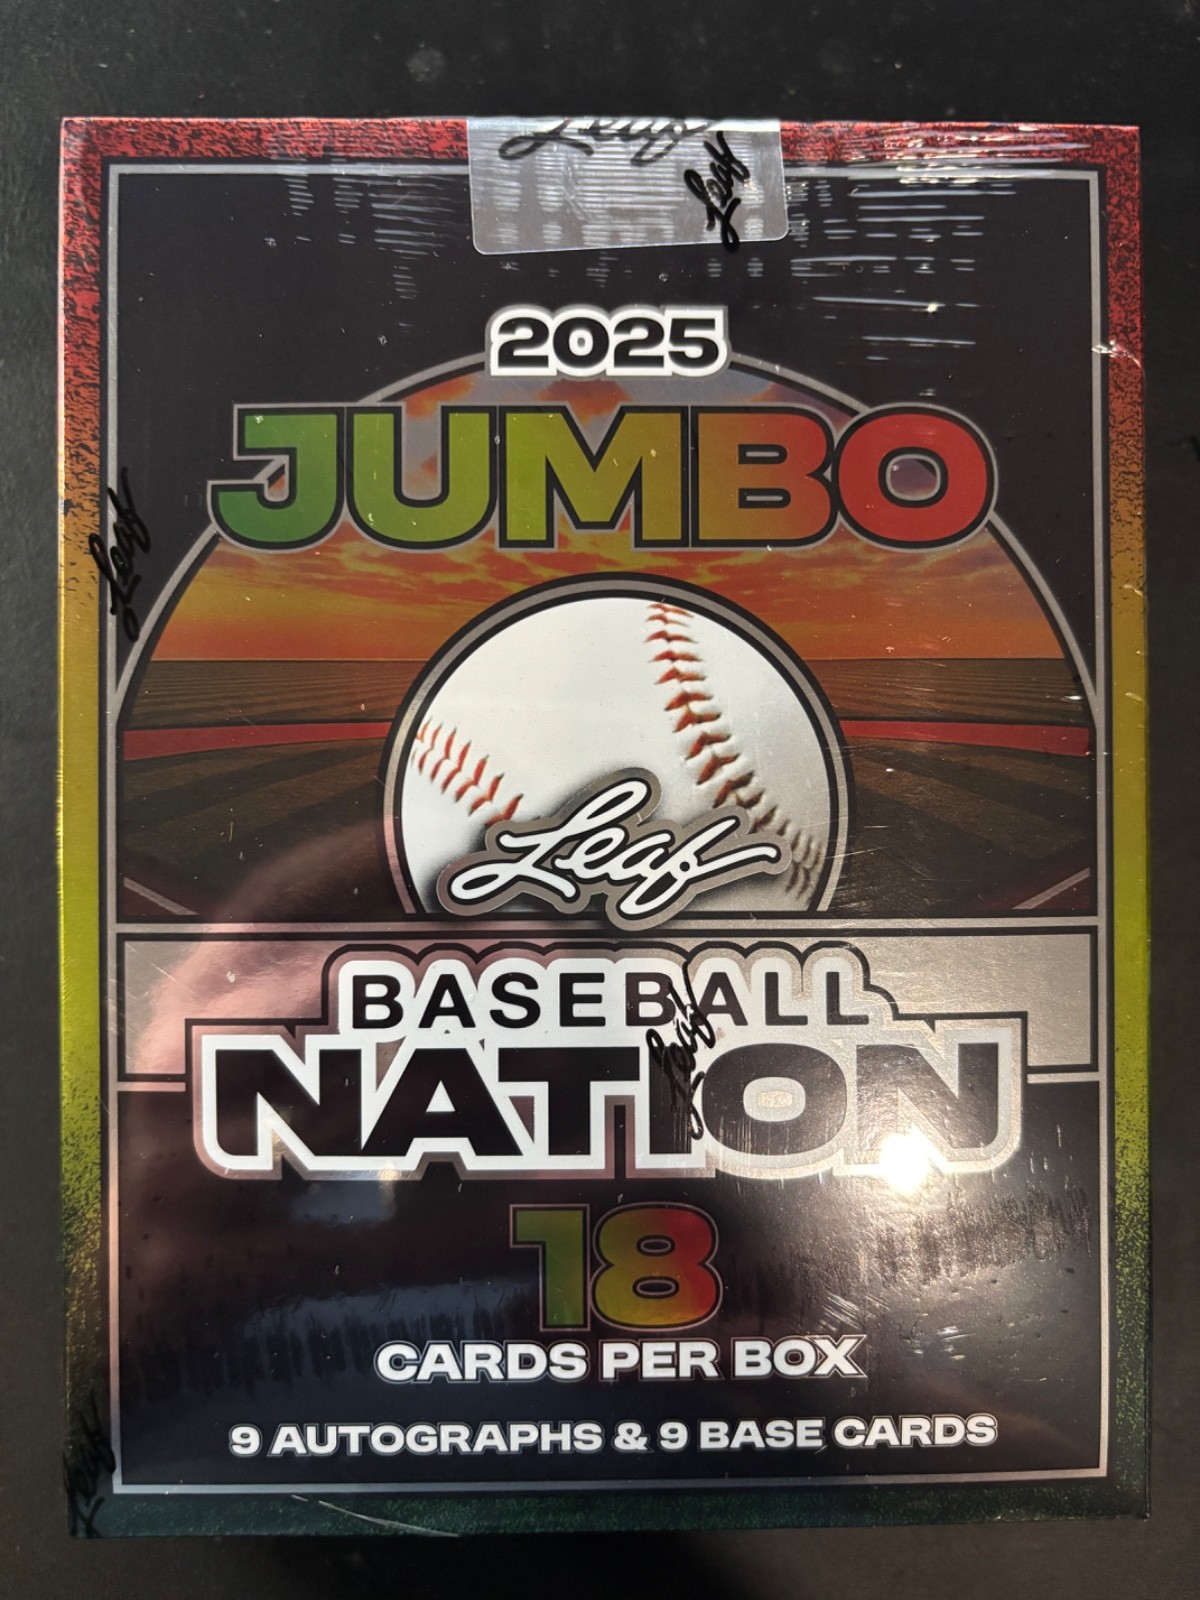 Leaf
Leaf
2025
JUMBO
Leaf
Leaf
BASEBALL
Leaf
NATION
18
CARDS PER BOX
9 AUTOGRAPHS & 9 BASE CARDS
Leaf